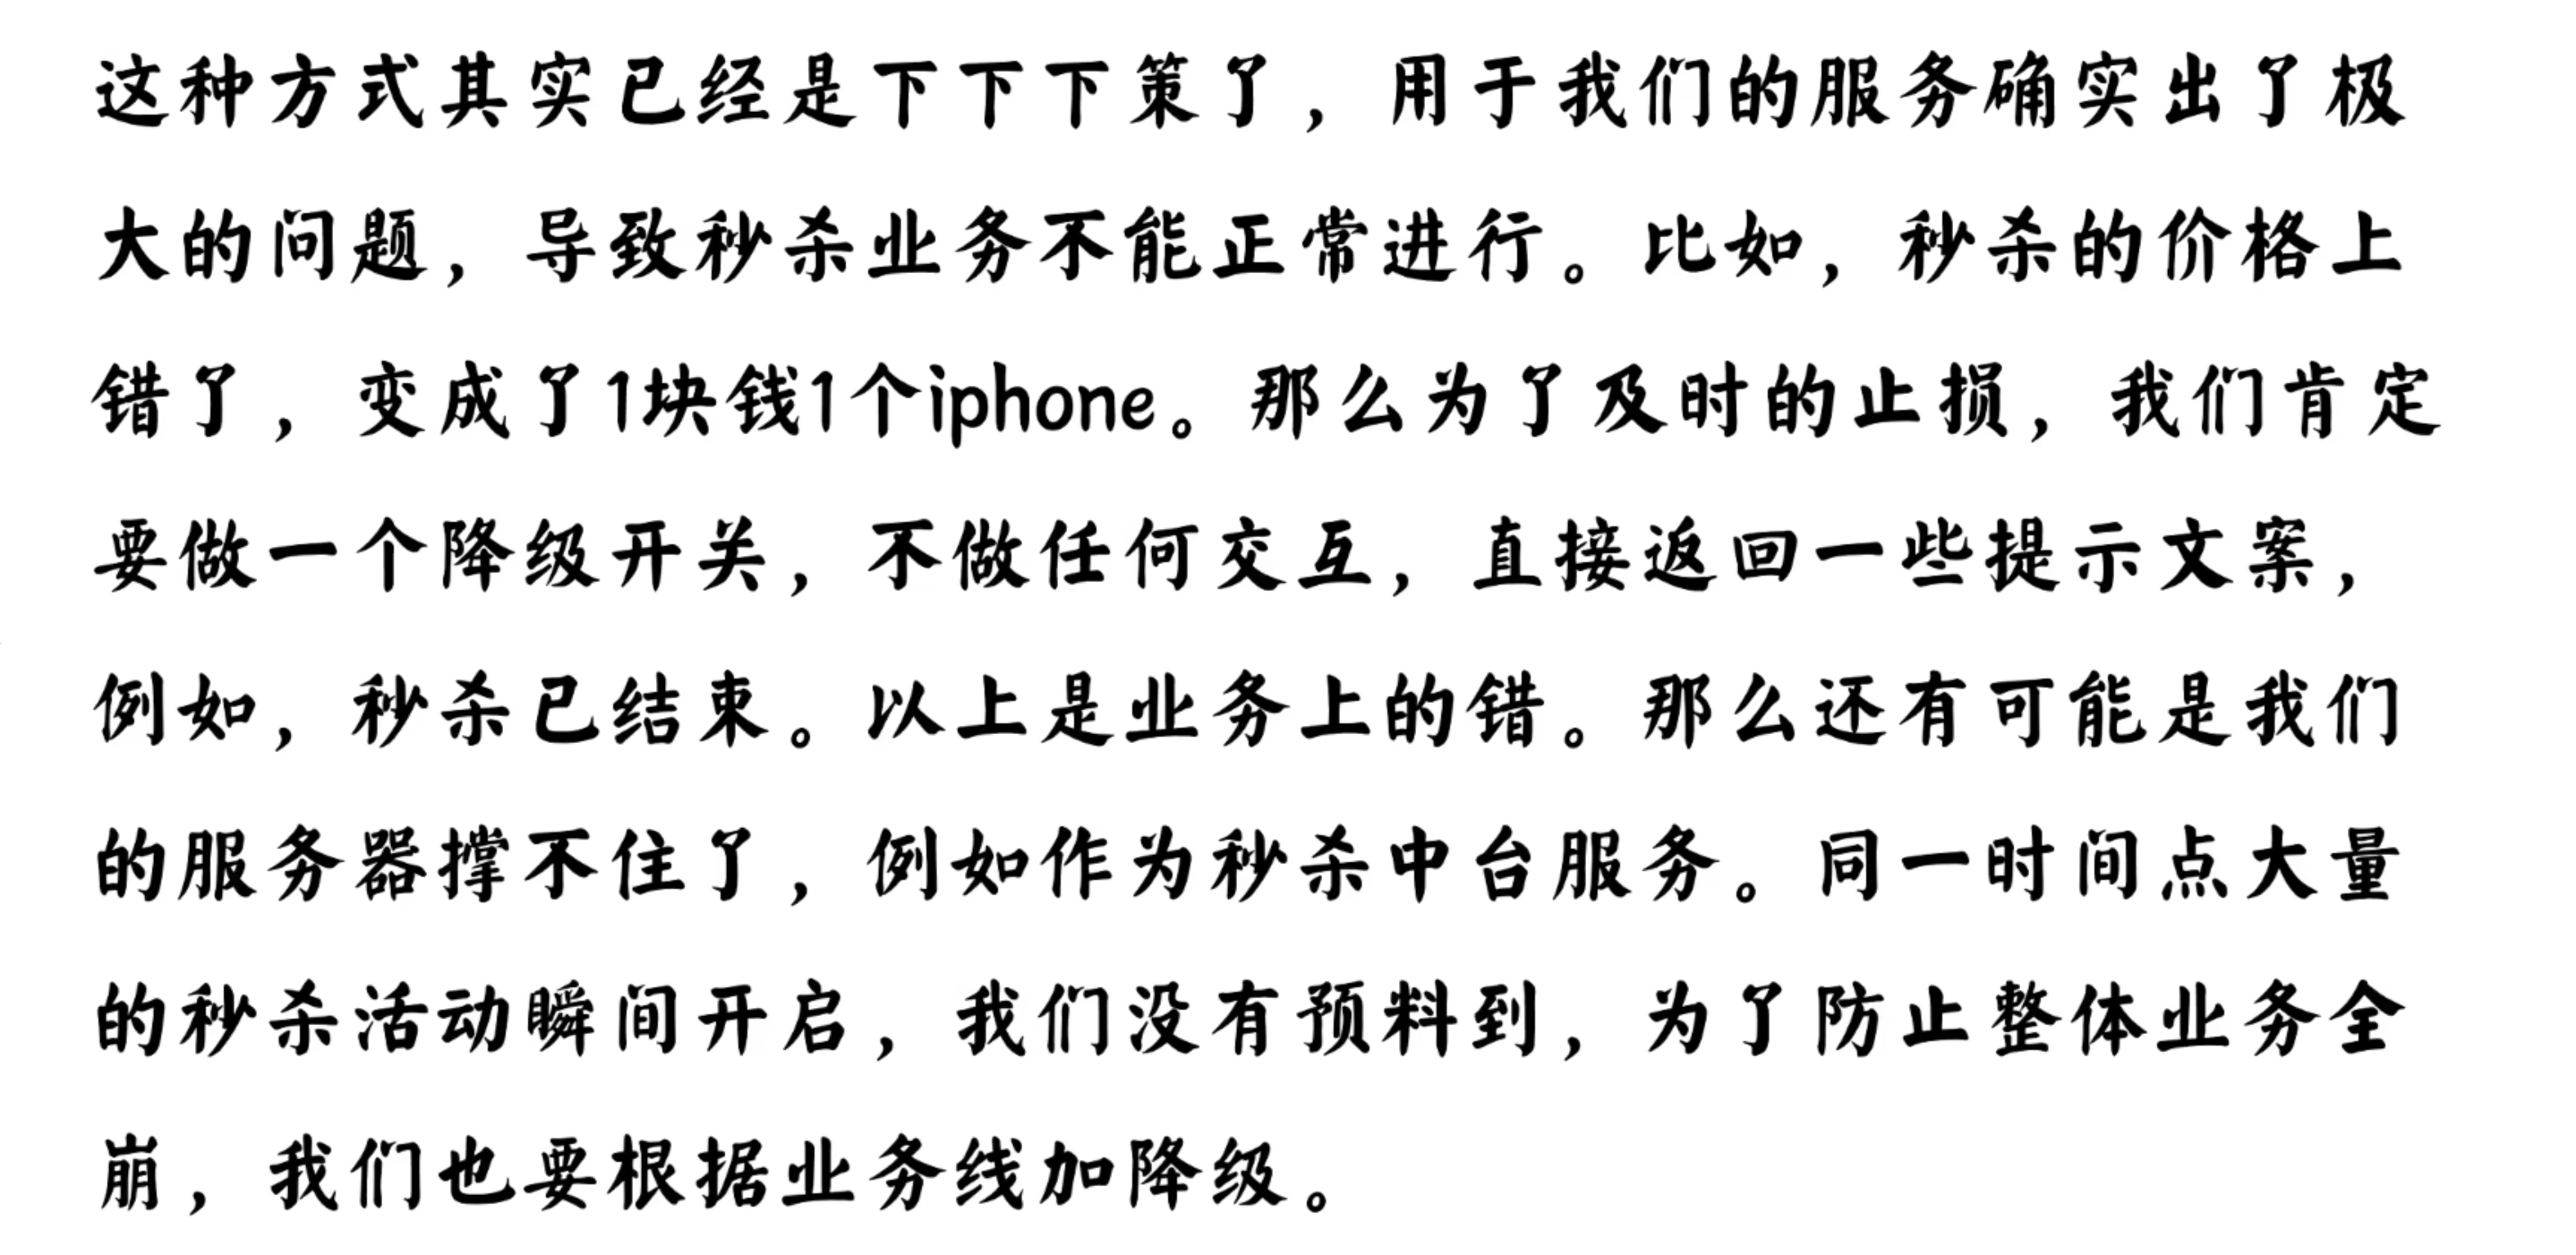 这种方式其实已经是下下下策了，用于我们的服务确实出了极
大的问题，导致秒杀业务不能正常进行。比如，秒杀的价格上
错了，变成了1块钱1个iphone。那么为了及时的止损，我们肯定
要做一个降级开关，不做任何交互，直接返回一些提示文案，
例如，秒杀已结束。以上是业务上的错。那么还有可能是我们
的服务器撑不住了，例如作为秒杀中台服务。同一时间点大量
的秒杀活动瞬间开启，我们没有预料到，为了防止整体业务全
崩，我们也要根据业务线加降级。